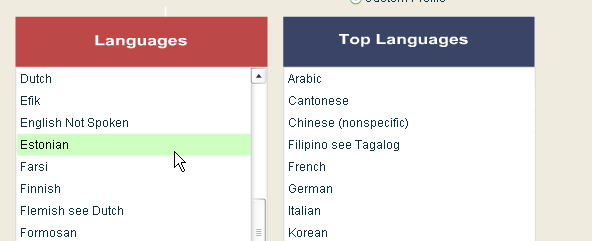 Custom Profile
Languages
Dutch
Efik
English Not Spoken
Estonian
Farsi
Finnish
Flemish see Dutch
Formosan
Top Languages
Arabic
Cantonese
Chinese (nonspecific)
Filipino see Tagalog
French
German
Italian
Korean